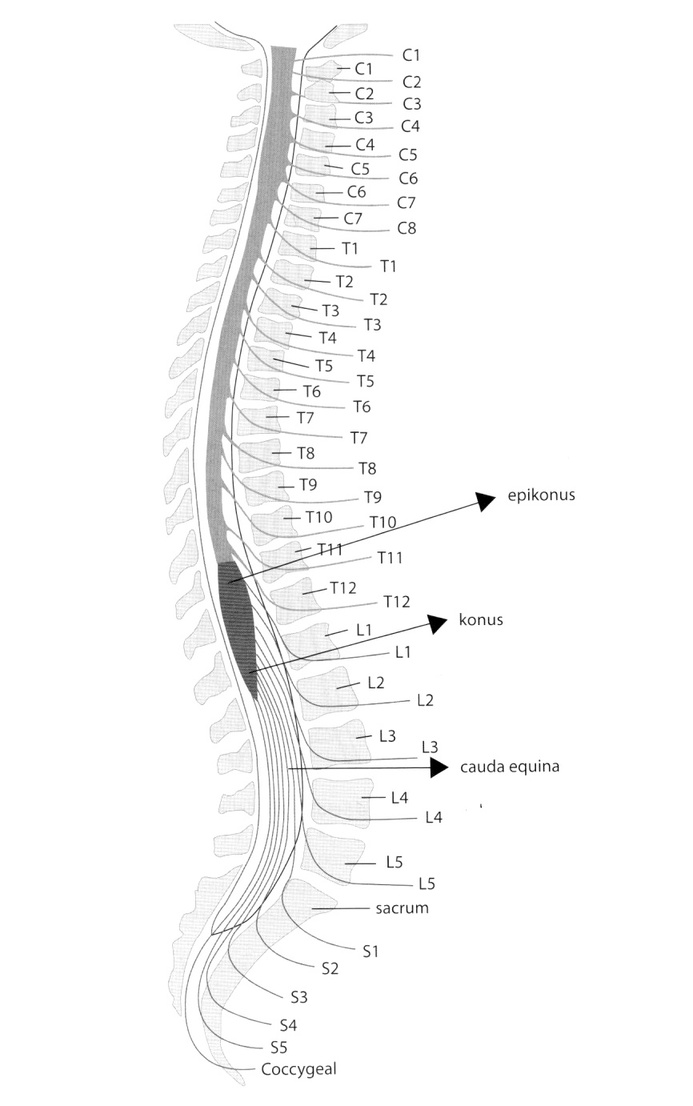 C1
C1
C2
C2
C3
C3
C4
C4
C5
C5
C6
C6
C7
C7
C8
T1
T1
T2
T2
T3
T3
T4
T4
T5
T5
T6
T6
T7
T7
T8
T8
T9
epikonus
T9
T10
T10
T11
T11
T12
T12
konus
L1
L1
L2
L2
L3
L3
cauda equina
L4
L4
L5
L5
sacrum
S1
S2
S3
S4
S5
Coccygeal